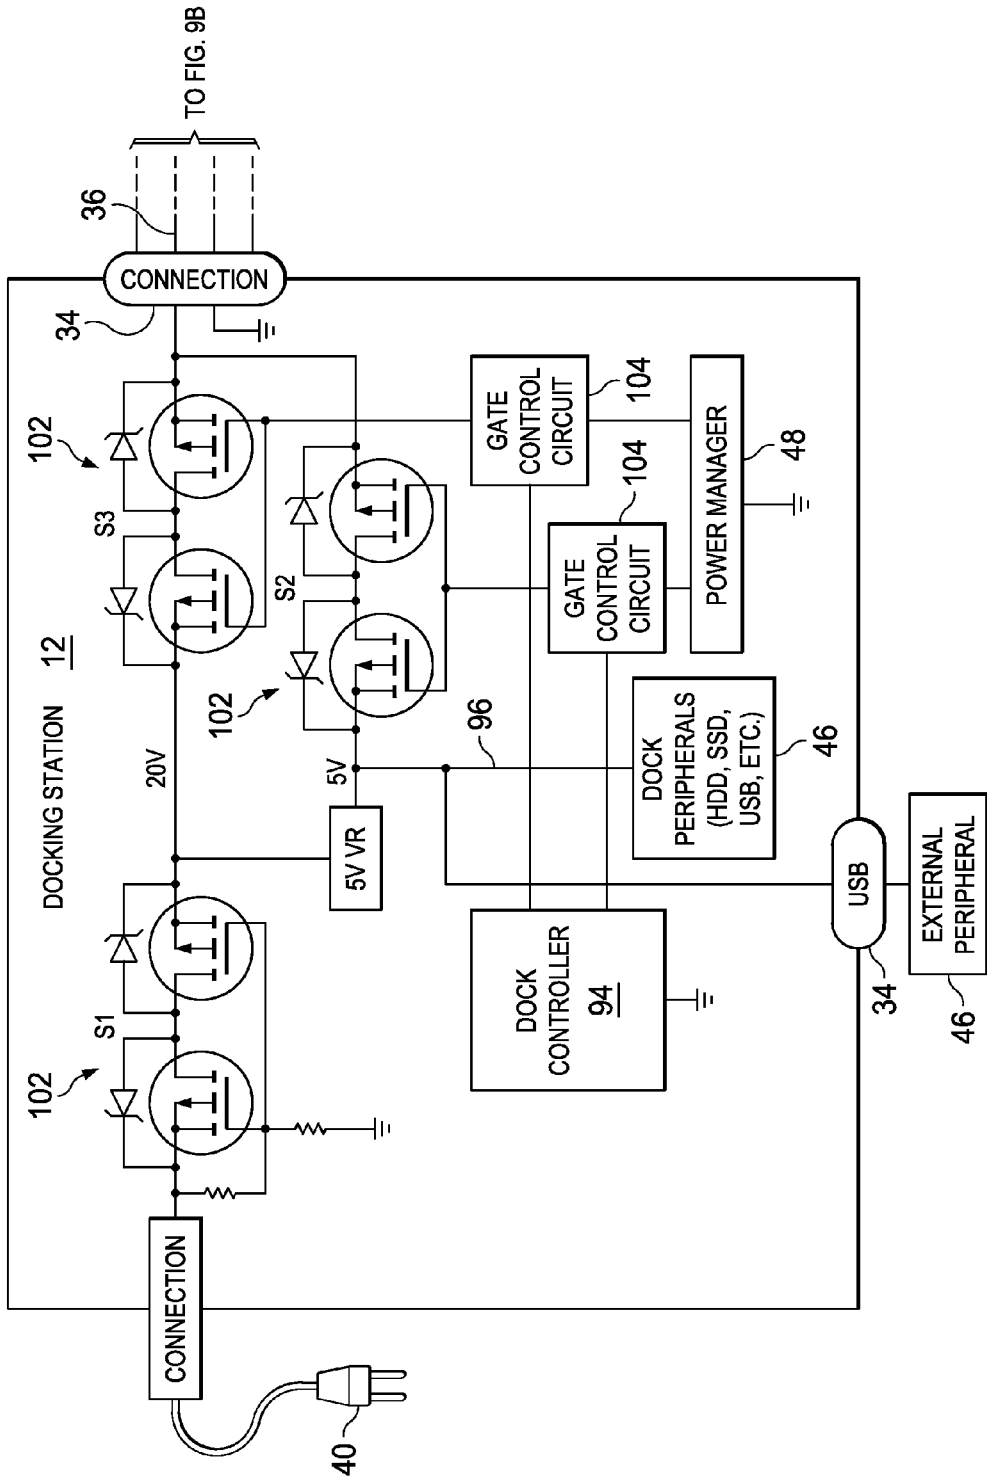 DOCKING STATION
12
40
CONNECTION
102
S1
20V
102
S3
34
CONNECTION
36
TO FIG. 9B
5V VR
5V
102
S2
96
DOCK
CONTROLLER
94
GATE
CONTROL
CIRCUIT
104
GATE
CONTROL
CIRCUIT
104
DOCK
PERIPHERALS
(HDD, SSD,
USB, ETC.)
46
POWER MANAGER
48
USB
34
EXTERNAL
PERIPHERAL
46